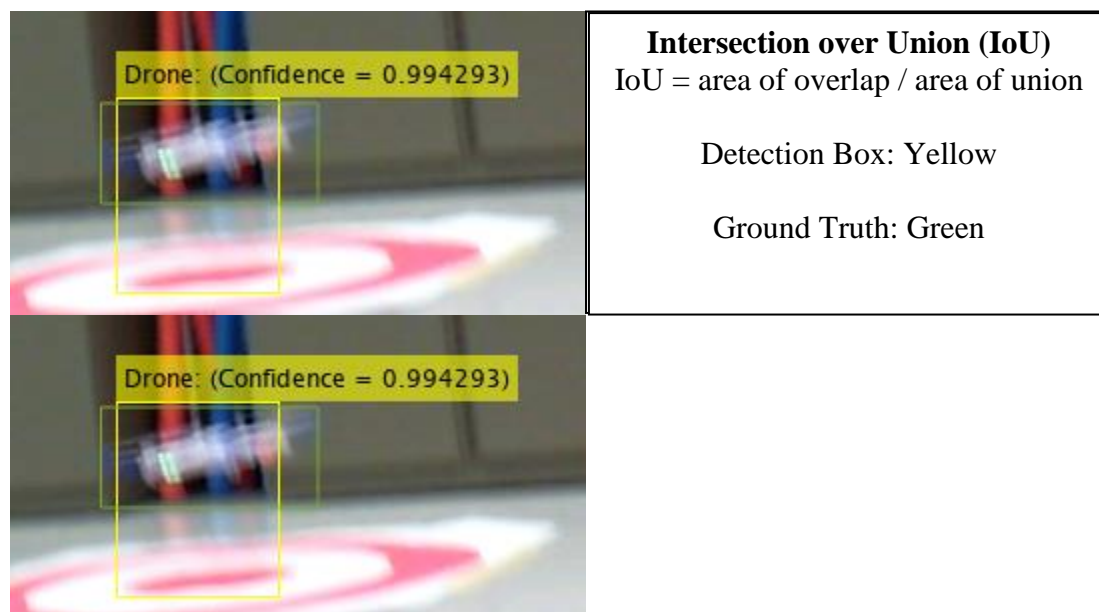 Drone: (Confidence = 0.994293)
Intersection over Union (IoU)
IoU = area of overlap / area of union
Detection Box: Yellow
Ground Truth: Green
Drone: (Confidence = 0.994293)